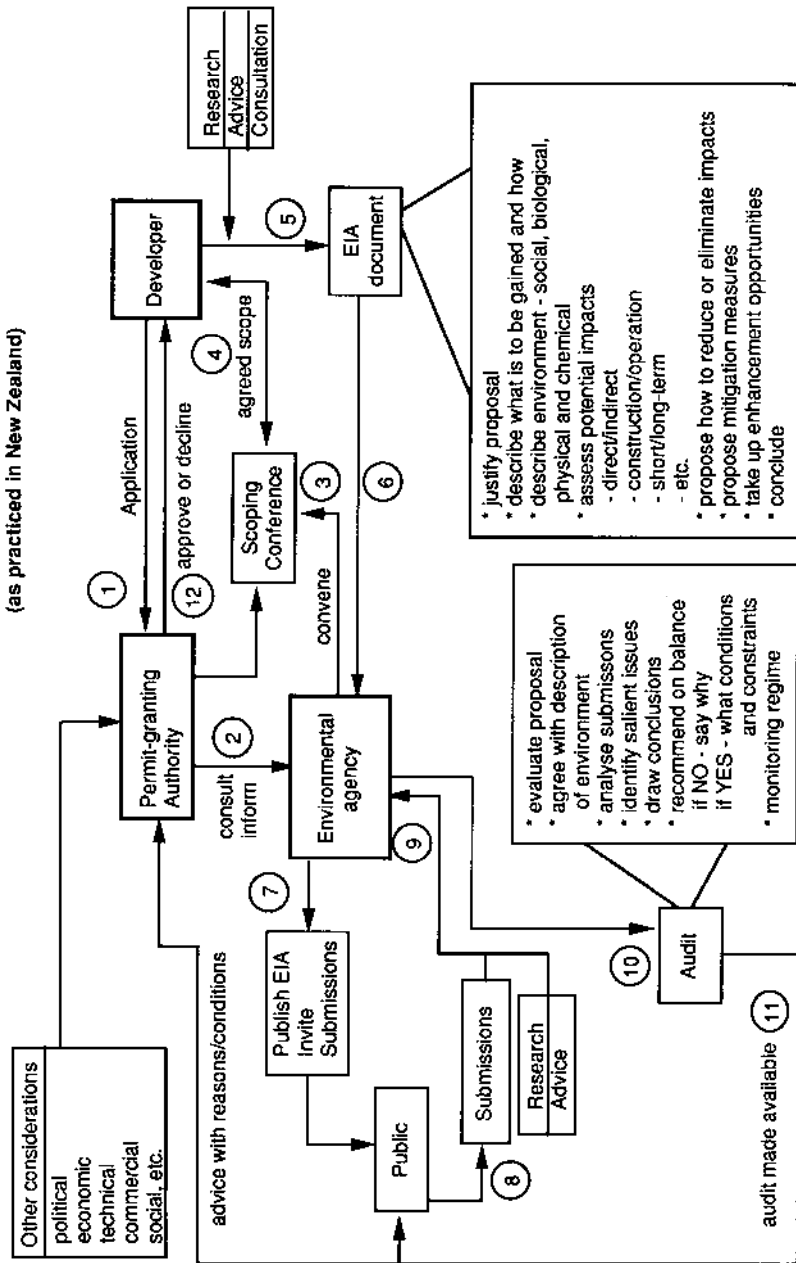 (as practiced in New Zealand)
Other considerations
political
economic
technical
commercial
social, etc.
Permit-granting
Authority
1
Application
12
approve or decline
Developer
Research
Advice
Consultation
advice with reasons/conditions
2
consult
inform
Scoping
Conference
4
agreed scope
5
3
convene
Environmental
agency
6
EIA
document
7
Publish EIA
Invite
Submissions
Public
8
Submissions
Research
Advice
9
10
Audit
audit made available
11
* evaluate proposal
* agree with description
of environment
* analyse submissons
* identify salient issues
* draw conclusions
* recommend on balance
if NO - say why
if YES - what conditions
and constraints
* monitoring regime
* justify proposal
* describe what is to be gained and how
* describe environment - social, biological,
physical and chemical
* assess potential impacts
- direct/indirect
- construction/operation
- short/long-term
- etc.
* propose how to reduce or eliminate impacts
* propose mitigation measures
* take up enhancement opportunities
* conclude